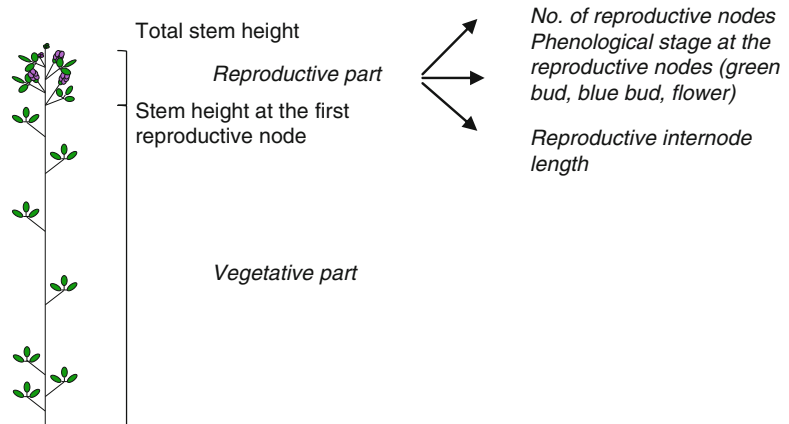 Total stem height
Reproductive part
Stem height at the first
reproductive node
Vegetative part
No. of reproductive nodes
Phenological stage at the
reproductive nodes (green
bud, blue bud, flower)
Reproductive internode
length